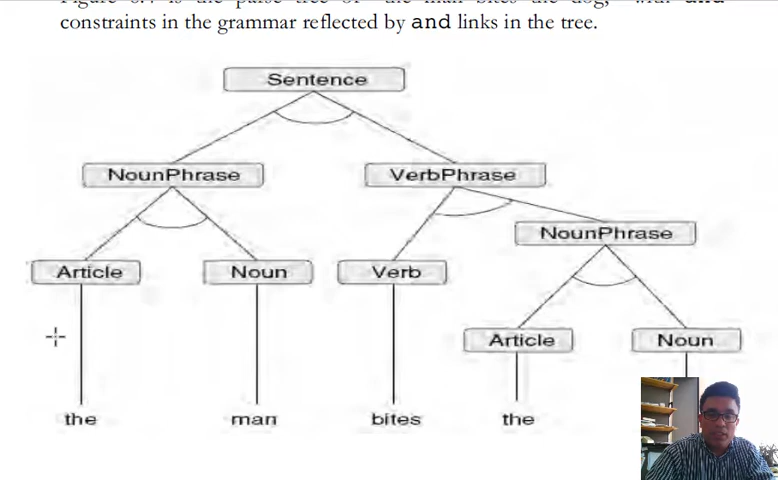 constraints in the grammar reflected by and links in the tree.
Sentence
NounPhrase VerbPhrase
NounPhrase
Article Noun Verb
Article Noun
the man bites the